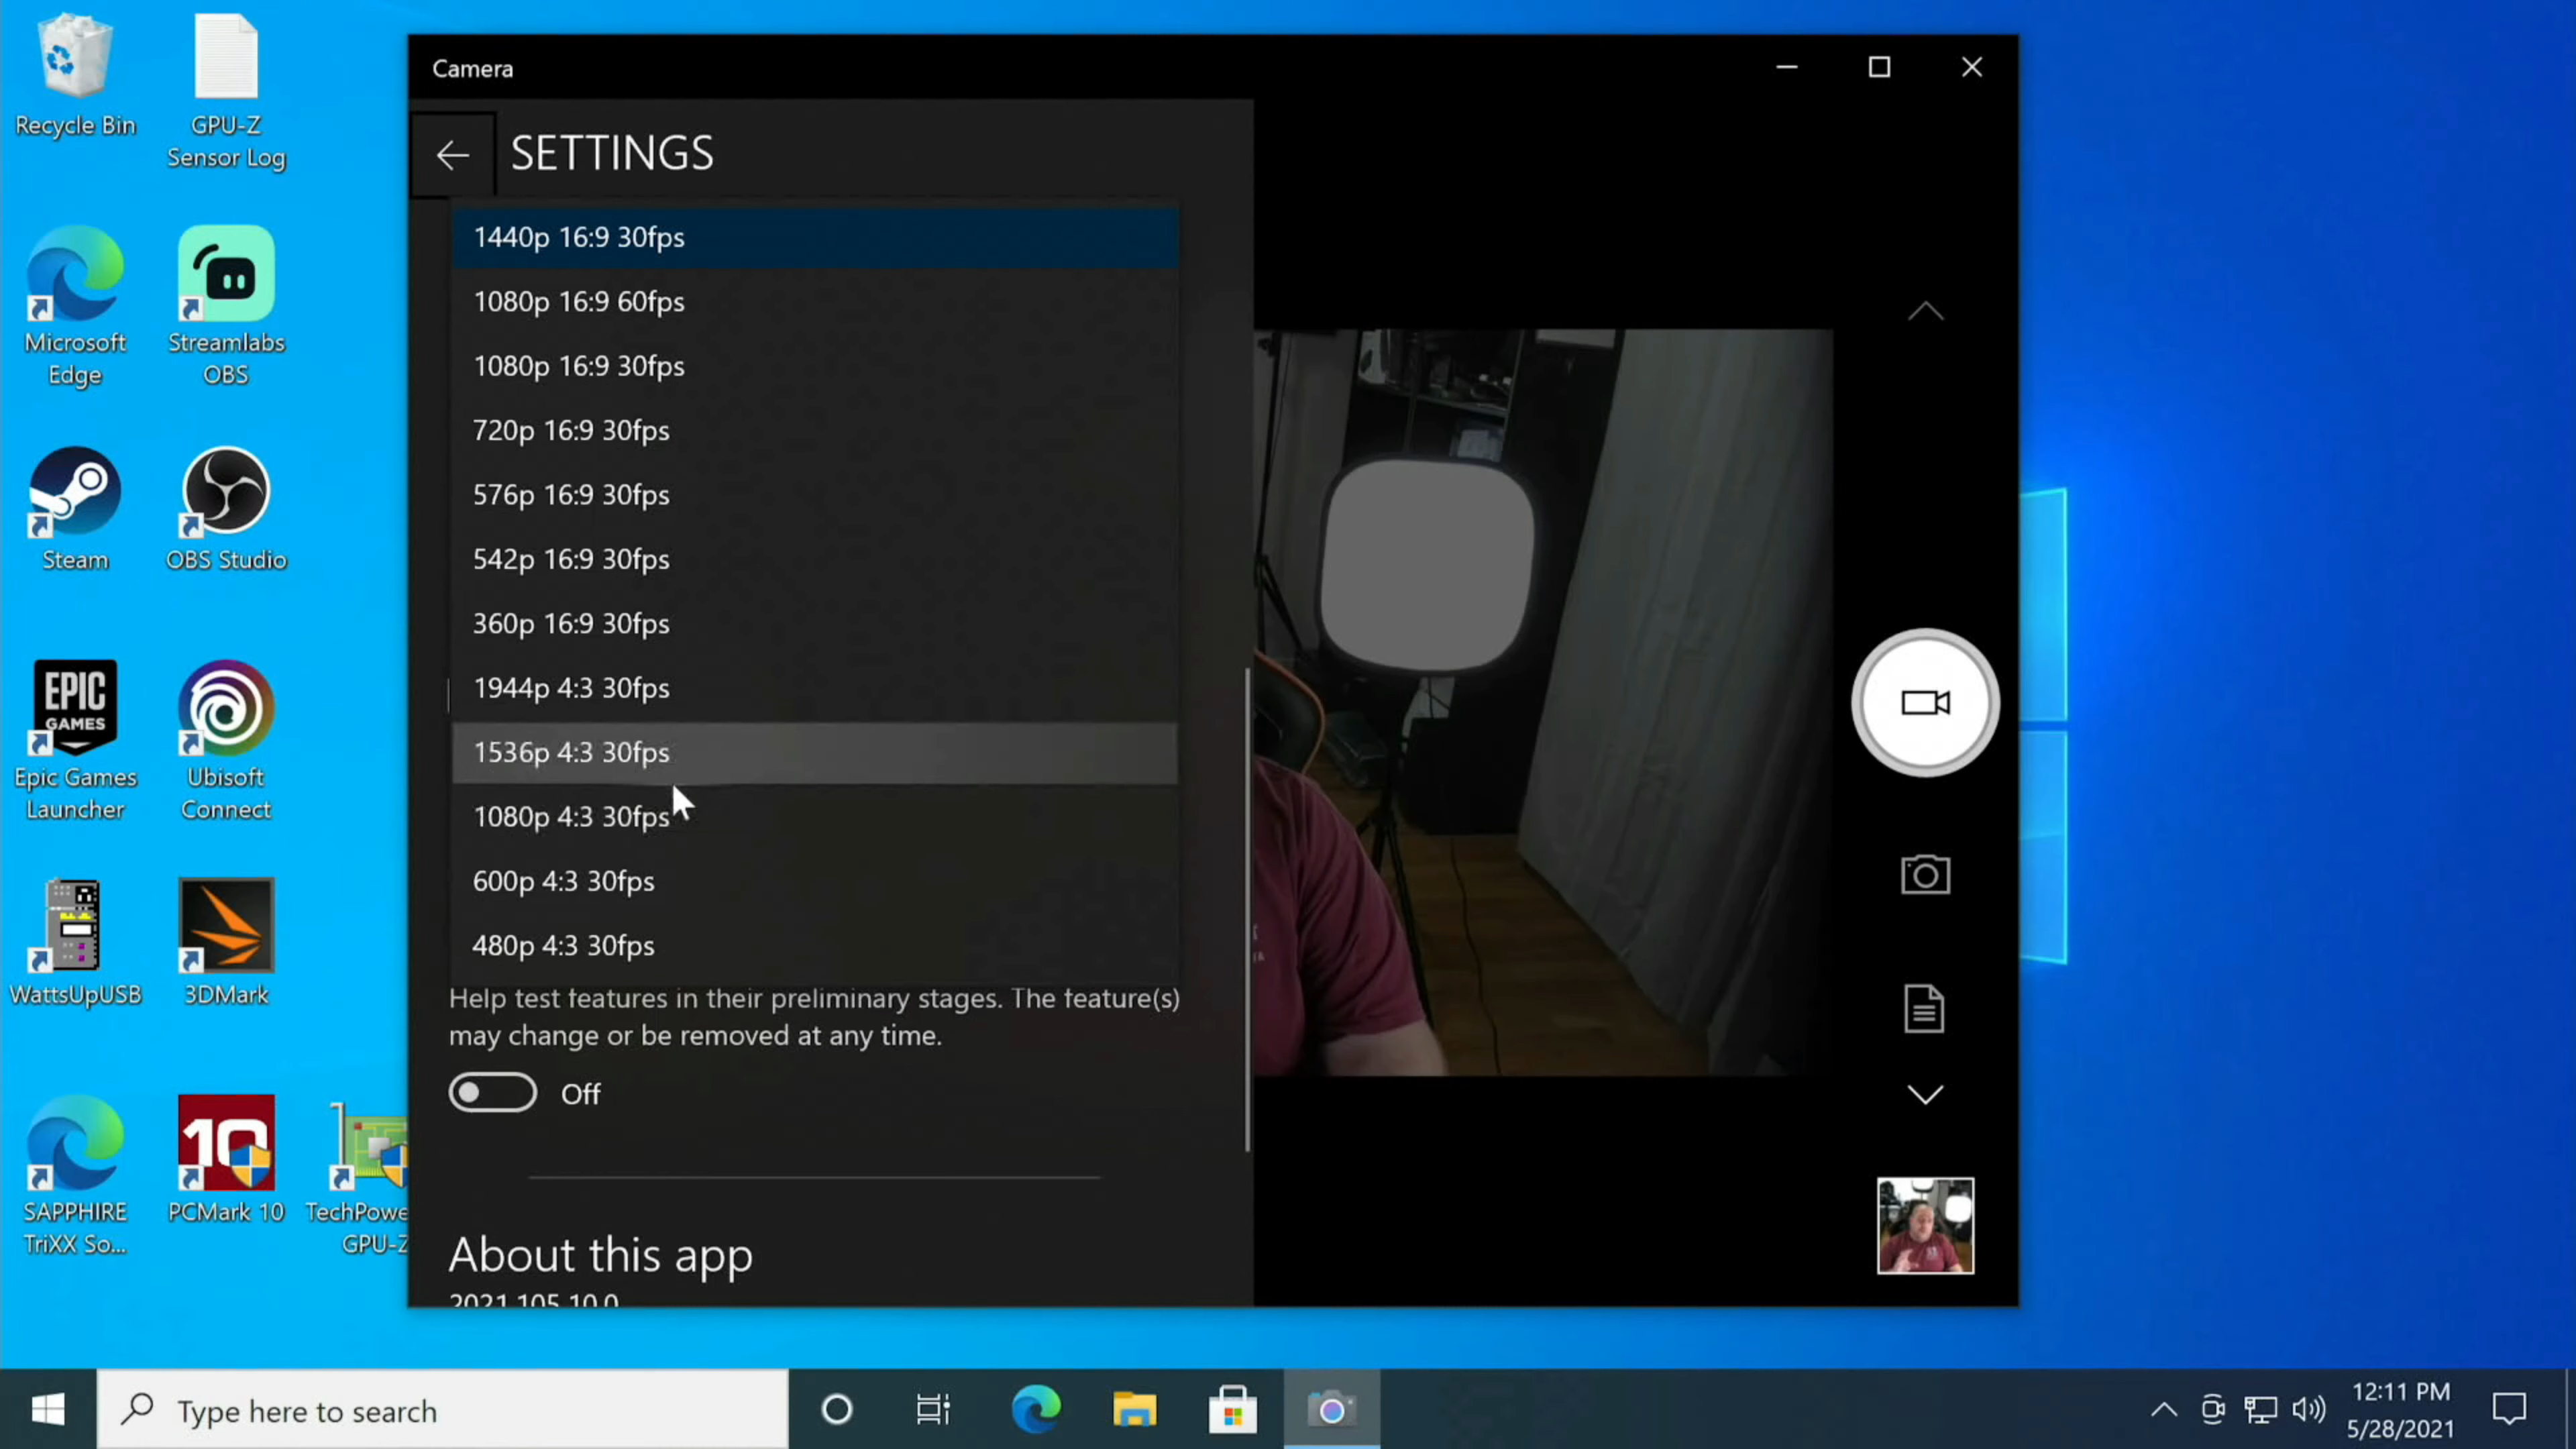 Recycle Bin
GPU-Z
Sensor Log
Microsoft
Edge
Streamlabs
OBS
Steam
OBS Studio
EPIC
GAMES
Epic Games
Launcher
Ubisoft
Connect
WattsUpUSB
3DMark
SAPPHIRE
TriXX So...
10
PCMark 10
TechPowe
GPU-Z
Camera
SETTINGS
1440p 16:9 30fps
1080p 16:9 60fps
1080p 16:9 30fps
720p 16:9 30fps
576p 16:9 30fps
542p 16:9 30fps
360p 16:9 30fps
1944p 4:3 30fps
1536p 4:3 30fps
1080p 4:3 30fps
600p 4:3 30fps
480p 4:3 30fps
Help test features in their preliminary stages. The feature(s)
may change or be removed at any time.
Off
About this app
2021.105.10.0
Type here to search
12:11 PM
5/28/2021